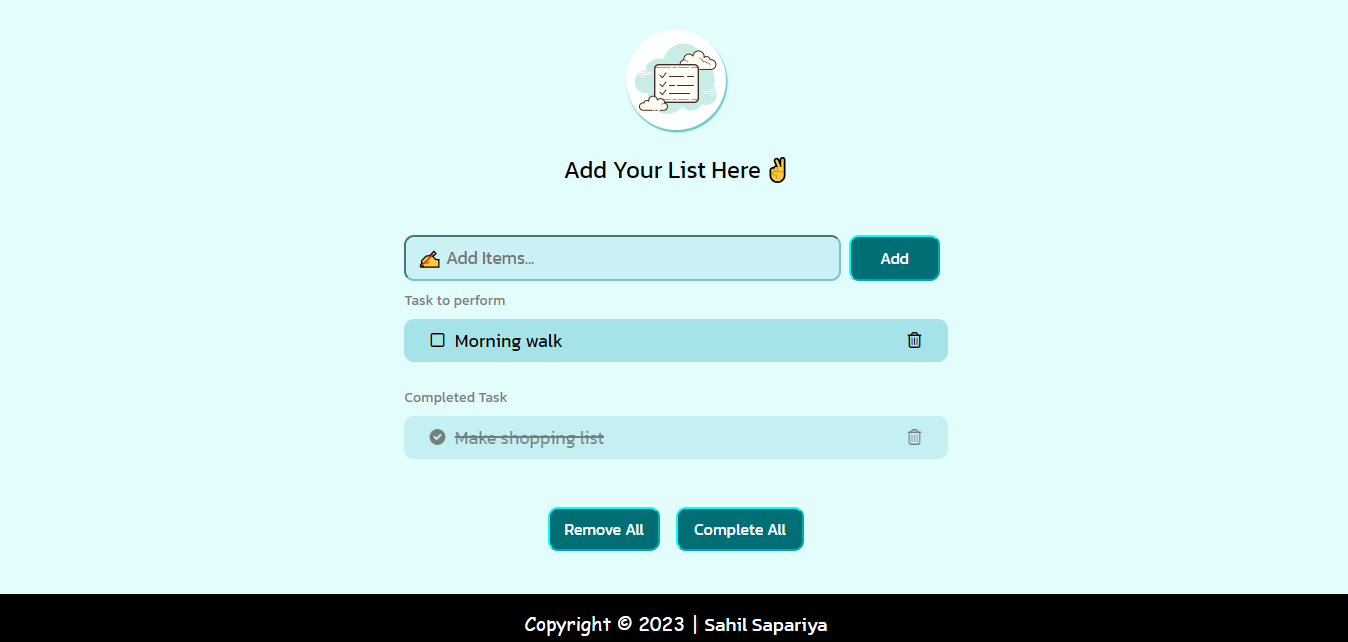 Add Your List Here ✌️
✍️ Add Items...
Add
Task to perform
Morning walk
Completed Task
Make shopping list
Remove All
Complete All
Copyright © 2023 | Sahil Sapariya